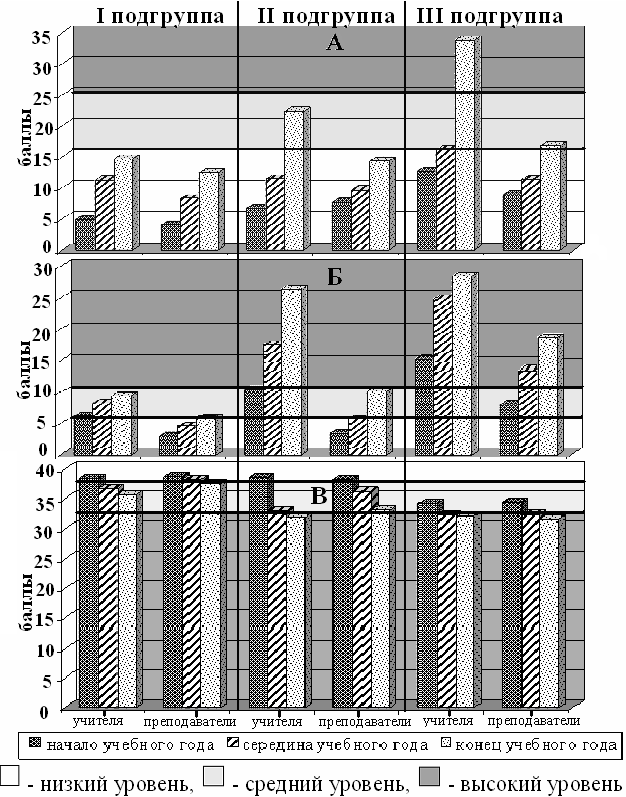 I подгруппа II подгруппа III подгруппа
А
баллы
35
30
25
20
15
10
5
0
Б
баллы
30
25
20
15
10
5
0
В
баллы
40
35
30
25
20
15
10
5
0
учителя преподаватели учителя преподаватели учителя преподаватели
начало учебного года середина учебного года конец учебного года
- низкий уровень, - средний уровень, - высокий уровень